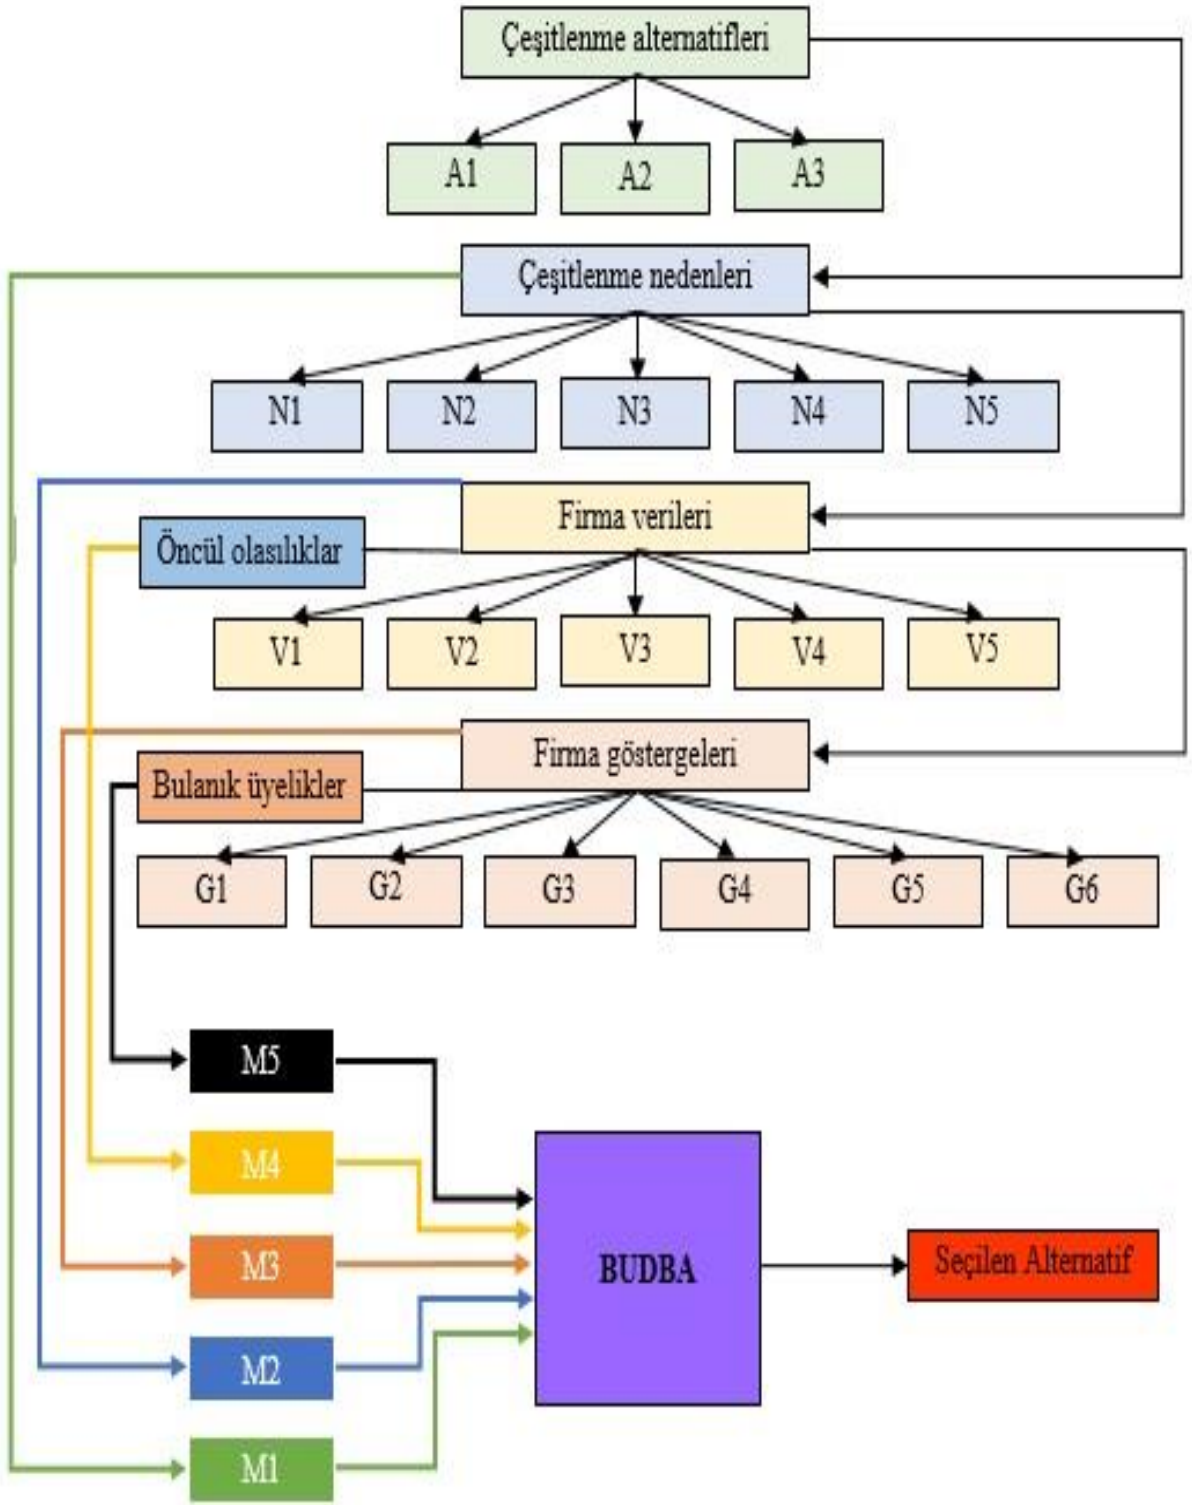 Çeşitlenme alternatifleri
A1
A2
A3
Çeşitlenme nedenleri
N1
N2
N3
N4
N5
Firma verileri
Öncül olasılıklar
V1
V2
V3
V4
V5
Firma göstergeleri
Bulanık üyelikler
G1
G2
G3
G4
G5
G6
M5
M4
M3
M2
M1
BUDBA
Seçilen Alternatif